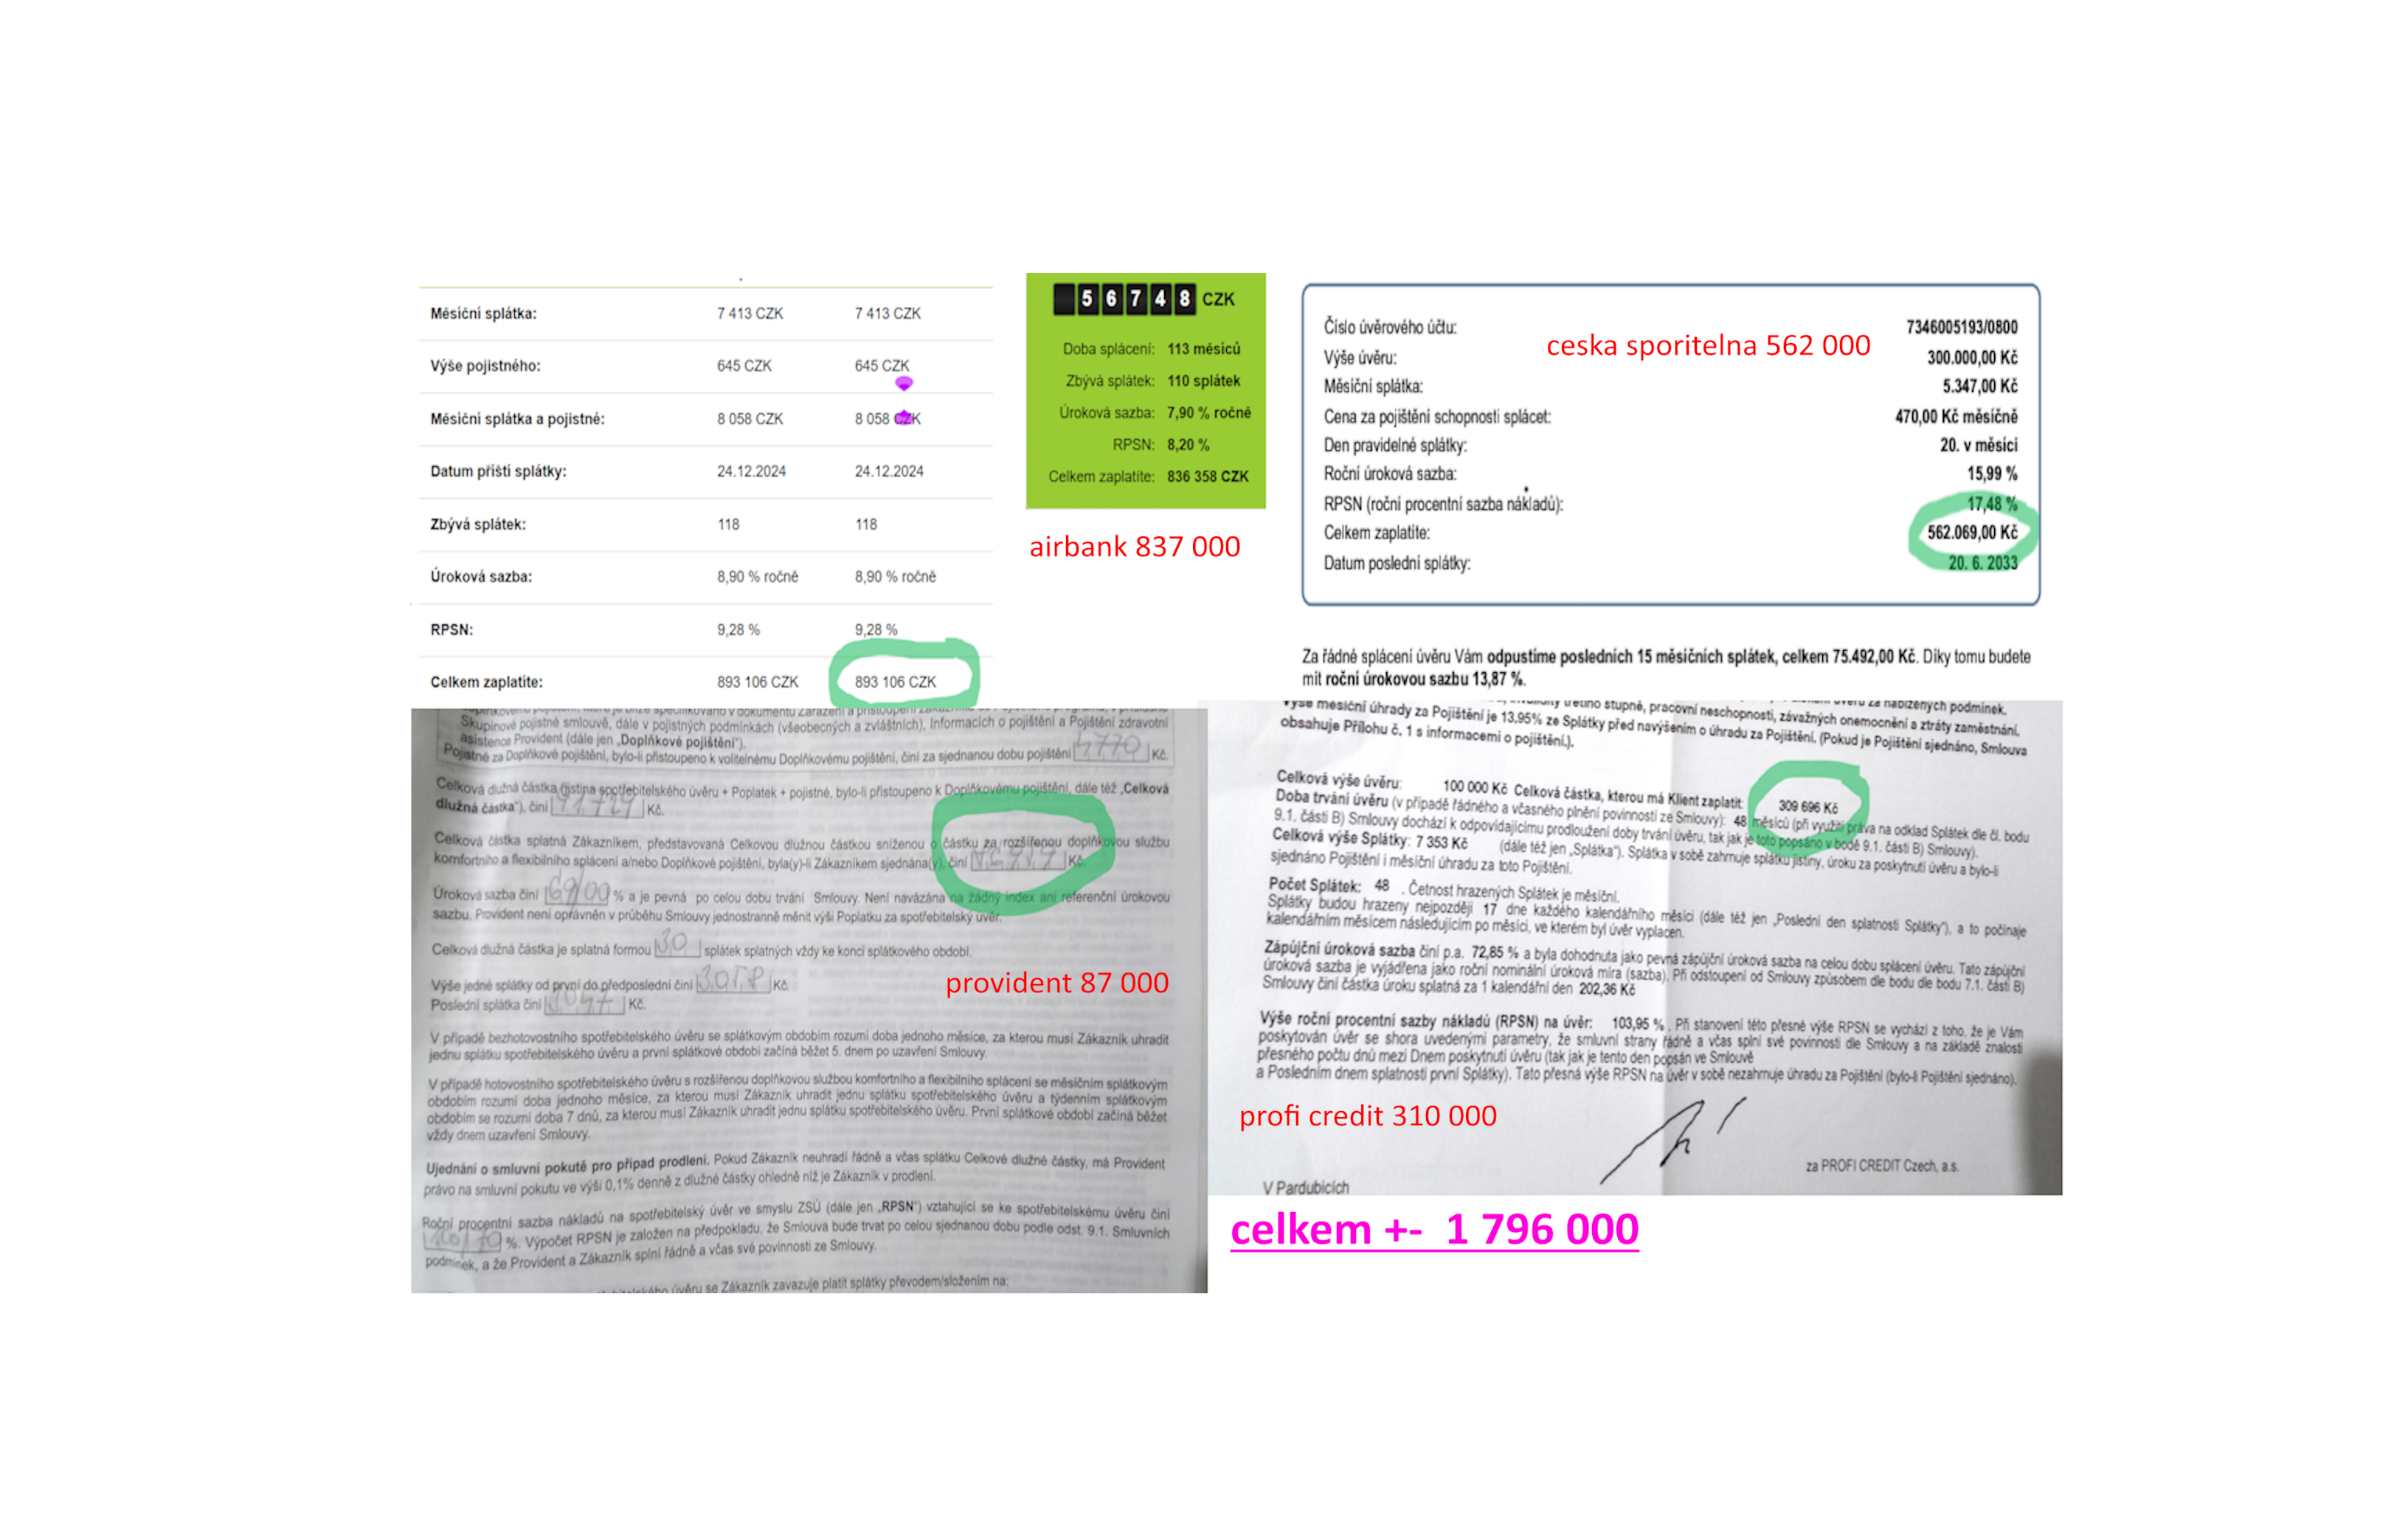 Měsíční splátka: 7 413 CZK 7 413 CZK
Výše pojistného: 645 CZK 645 CZK
Měsíční splátka a pojistné: 8 058 CZK 8 058 CZK
Datum příští splátky: 24.12.2024 24.12.2024
Zbývá splátek: 118 118
Úroková sazba: 8,90 % ročně 8,90 % ročně
RPSN: 9,28 % 9,28 %
Celkem zaplatíte: 893 106 CZK 893 106 CZK
56748 CZK
Doba splácení: 113 měsíců
Zbývá splátek: 110 splátek
Úroková sazba: 7,90 % ročně
RPSN: 8,20 %
Celkem zaplatíte: 836 358 CZK
airbank 837 000
ceska sporitelna 562 000
Číslo úvěrového účtu: 7346005193/0800
Výše úvěru: 300.000,00 Kč
Měsíční splátka: 5.347,00 Kč
Cena za pojištění schopnosti splácet: 470,00 Kč měsíčně
Den pravidelné splátky: 20. v měsíci
Roční úroková sazba: 15,99 %
RPSN (roční procentní sazba nákladů): 17,48 %
Celkem zaplatíte: 562.069,00 Kč
Datum poslední splátky: 20. 6. 2033
Za řádné splácení úvěru Vám odpustíme posledních 15 měsíčních splátek, celkem 75.492,00 Kč. Díky tomu budete
mít roční úrokovou sazbu 13,87 %.
Skupinové pojistné smlouvě, dále v pojistných podmínkách (všeobecných a zvláštních), Informacích o pojištění a Pojištění zdravotní
asistence Provident (dále jen „Doplňkové pojištění").
Pojistné za Doplňkové pojištění, bylo-li přistoupeno k volitelnému Doplňkovému pojištění, činí za sjednanou dobu pojištění 4770 Kč.
Celková dlužná částka (jistina spotřebitelského úvěru + Poplatek + pojistné, bylo-li přistoupeno k Doplňkovému pojištění, dále též „Celková
dlužná částka"), činí Kč.
Celková částka splatná Zákazníkem, představovaná Celkovou dlužnou částkou sníženou o částku za rozšířenou doplňkovou službu
komfortního a flexibilního splácení a/nebo Doplňkové pojištění, byla(y)-li Zákazníkem sjednána(y), činí Kč.
Úroková sazba činí 69,00 % a je pevná po celou dobu trvání Smlouvy. Není navázána na žádný index ani referenční úrokovou
sazbu. Provident není oprávněn v průběhu Smlouvy jednostranně měnit výši Poplatku za spotřebitelský úvěr.
Celková dlužná částka je splatná formou 30 splátek splatných vždy ke konci splátkového období.
Výše jedné splátky od první do předposlední činí Kč.
Poslední splátka činí Kč.
provident 87 000
V případě bezhotovostního spotřebitelského úvěru se splátkovým obdobím rozumí doba jednoho měsíce, za kterou musí Zákazník uhradit
jednu splátku spotřebitelského úvěru a první splátkové období začíná běžet 5. dnem po uzavření Smlouvy.
V případě hotovostního spotřebitelského úvěru s rozšířenou doplňkovou službou komfortního a flexibilního splácení se měsíčním splátkovým
obdobím rozumí doba jednoho měsíce, za kterou musí Zákazník uhradit jednu splátku spotřebitelského úvěru a týdenním splátkovým
obdobím se rozumí doba 7 dnů, za kterou musí Zákazník uhradit jednu splátku spotřebitelského úvěru. První splátkové období začíná běžet
vždy dnem uzavření Smlouvy.
Ujednání o smluvní pokutě pro případ prodlení. Pokud Zákazník neuhradí řádně a včas splátku Celkové dlužné částky, má Provident
právo na smluvní pokutu ve výši 0,1% denně z dlužné částky ohledně níž je Zákazník v prodlení.
Roční procentní sazba nákladů na spotřebitelský úvěr ve smyslu ZSÚ (dále jen „RPSN") vztahující se ke spotřebitelskému úvěru činí
%. Výpočet RPSN je založen na předpokladu, že Smlouva bude trvat po celou sjednanou dobu podle odst. 9.1. Smluvních
podmínek, a že Provident a Zákazník splní řádně a včas své povinnosti ze Smlouvy.
úvěru se Zákazník zavazuje platit splátky převodem/složením na:
třetího stupně, pracovní neschopnosti, závažných onemocnění a ztráty zaměstnání.
Výše měsíční úhrady za Pojištění je 13.95% ze Splátky před navýšením o úhradu za Pojištění. (Pokud je Pojištění sjednáno, Smlouva
obsahuje Přílohu č. 1 s informacemi o pojištění.).
Celková výše úvěru: 100 000 Kč Celková částka, kterou má Klient zaplatit: 309 696 Kč
Doba trvání úvěru (v případě řádného a včasného plnění povinností ze Smlouvy): 48 měsíců (při využití práva na odklad Splátek dle čl. bodu
9.1. části B) Smlouvy dochází k odpovídajícímu prodloužení doby trvání úvěru, tak jak je toto popsáno v bodě 9.1. části B) Smlouvy).
Celková výše Splátky: 7 353 Kč (dále též jen „Splátka"). Splátka v sobě zahrnuje splátku jistiny, úroku za poskytnutí úvěru a bylo-li
sjednáno Pojištění i měsíční úhradu za toto Pojištění.
Počet Splátek: 48 . Četnost hrazených Splátek je měsíční.
Splátky budou hrazeny nejpozději 17 dne každého kalendářního měsíci (dále též jen „Poslední den splatnosti Splátky"), a to počínaje
kalendářním měsícem následujícím po měsíci, ve kterém byl úvěr vyplacen.
Zápůjční úroková sazba činí p.a. 72,85 % a byla dohodnuta jako pevná zápůjční úroková sazba na celou dobu splácení úvěru. Tato zápůjční
úroková sazba je vyjádřena jako roční nominální úroková míra (sazba). Při odstoupení od Smlouvy způsobem dle bodu dle bodu 7.1. části B)
Smlouvy činí částka úroku splatná za 1 kalendářní den 202,36 Kč
Výše roční procentní sazby nákladů (RPSN) na úvěr: 103,95 % . Při stanovení této přesné výše RPSN se vychází z toho, že je Vám
poskytován úvěr se shora uvedenými parametry, že smluvní strany řádně a včas splní své povinnosti dle Smlouvy a na základě znalosti
přesného počtu dnů mezi Dnem poskytnutí úvěru (tak jak je tento den popsán ve Smlouvě
a Posledním dnem splatnosti první Splátky). Tato přesná výše RPSN na úvěr v sobě nezahrnuje úhradu za Pojištění (bylo-li Pojištění sjednáno).
profi credit 310 000
za PROFI CREDIT Czech, a.s.
V Pardubicích
celkem +- 1 796 000